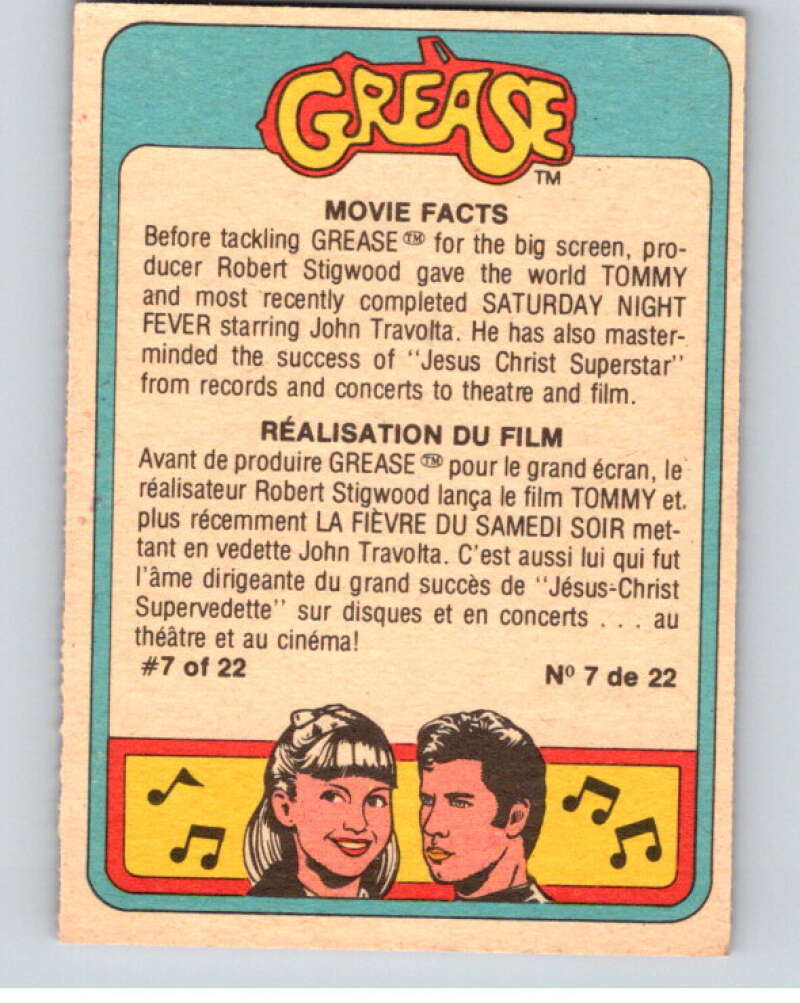 GREASE
TM
MOVIE FACTS
Before tackling GREASE™ for the big screen, pro-
ducer Robert Stigwood gave the world TOMMY
and most recently completed SATURDAY NIGHT
FEVER starring John Travolta. He has also master-
minded the success of "Jesus Christ Superstar"
from records and concerts to theatre and film.
RÉALISATION DU FILM
Avant de produire GREASE™ pour le grand écran, le
réalisateur Robert Stigwood lança le film TOMMY et.
plus récemment LA FIÈVRE DU SAMEDI SOIR met-
tant en vedette John Travolta. C'est aussi lui qui fut
l'âme dirigeante du grand succès de "Jésus-Christ
Supervedette" sur disques et en concerts . . . au
théâtre et au cinéma!
#7 of 22 Nº 7 de 22